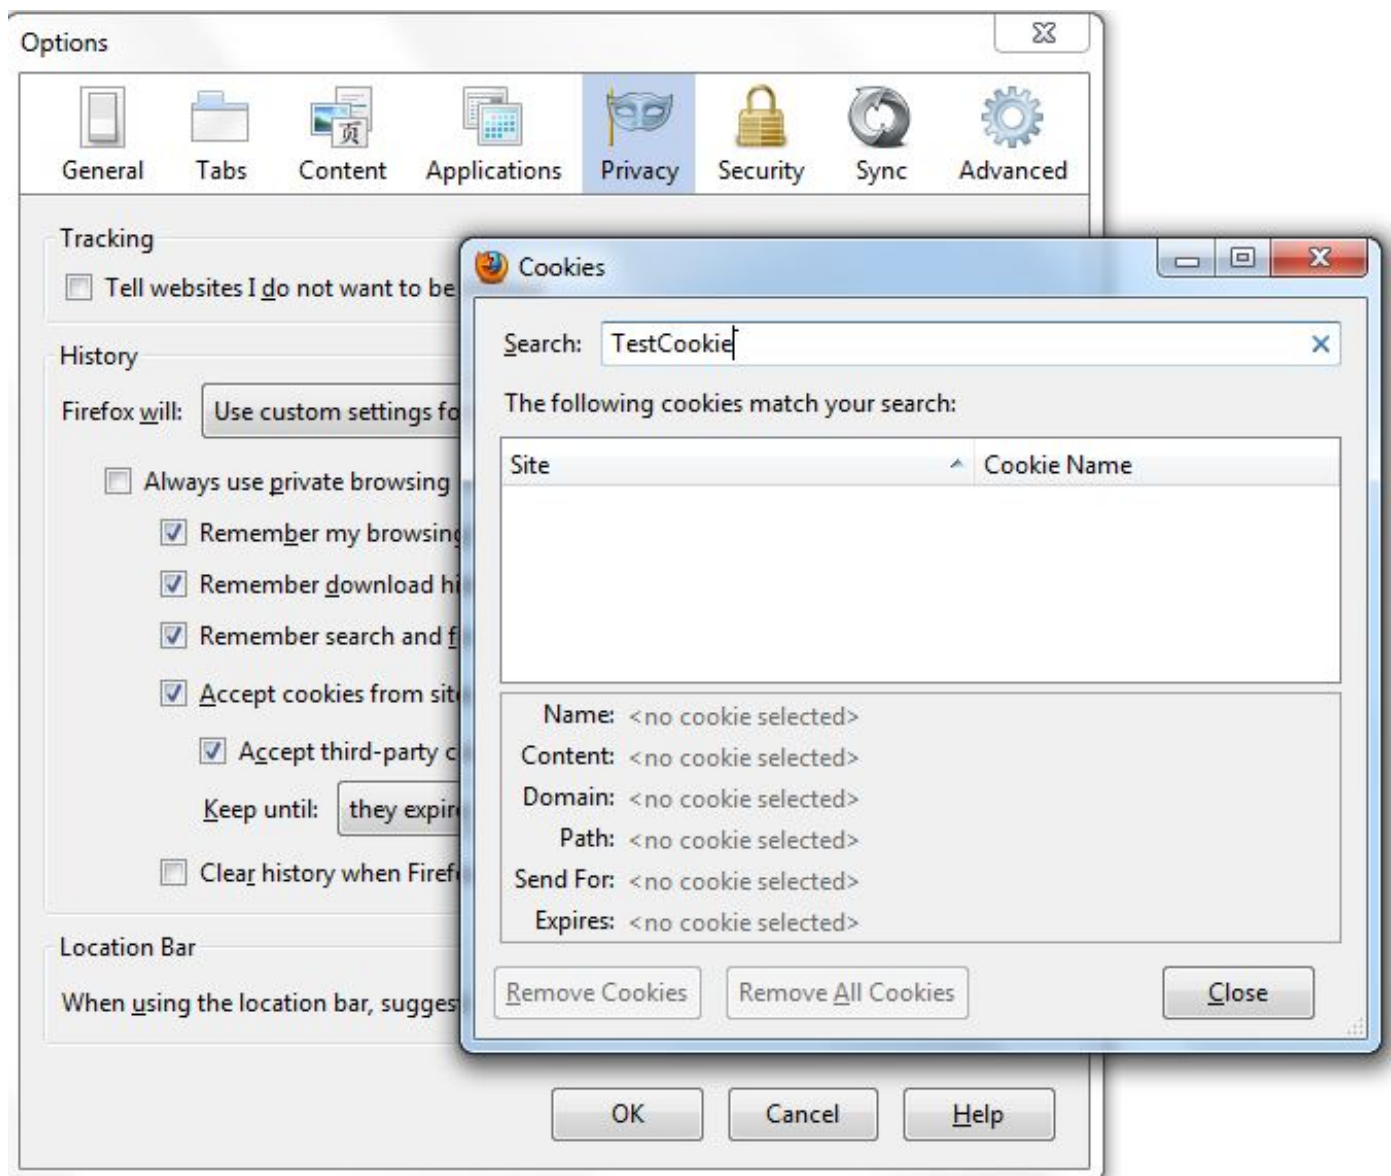 Options
General Tabs Content Applications Privacy Security Sync Advanced
页
Tracking
Tell websites I do not want to be
History
Firefox will: Use custom settings fo
Always use private browsing
Remember my browsing
Remember download hi
Remember search and f
Accept cookies from site
Accept third-party c
Keep until: they expire
Clear history when Firef
Location Bar
When using the location bar, sugges
OK Cancel Help
Cookies
Search: TestCookie
The following cookies match your search:
Site Cookie Name
Name: <no cookie selected>
Content: <no cookie selected>
Domain: <no cookie selected>
Path: <no cookie selected>
Send For: <no cookie selected>
Expires: <no cookie selected>
Remove Cookies Remove All Cookies Close